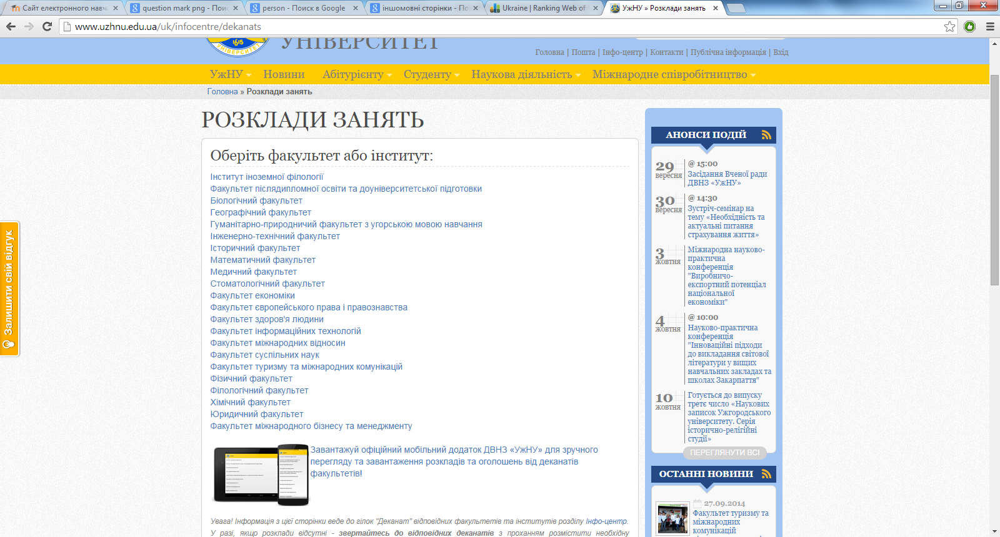 Сайт електронного навч
question mark png - Пои
person - Поиск в Google
іншомовні сторінки - По
Ukraine | Ranking Web of
УжНУ » Розклади занять
www.uzhnu.edu.ua/uk/infocentre/dekanats
УНІВЕРСИТЕТ
1615
УНІВЕРСИТЕТ
Головна | Пошта | Інфо-центр | Контакти | Публічна інформація | Вхід
УжНУ Новини Абітурієнту Студенту Наукова діяльність Міжнародне співробітництво
Головна » Розклади занять
РОЗКЛАДИ ЗАНЯТЬ
Оберіть факультет або інститут:
Інститут іноземної філології
Факультет післядипломної освіти та доуніверситетської підготовки
Біологічний факультет
Географічний факультет
Гуманітарно-природничий факультет з угорською мовою навчання
Інженерно-технічний факультет
Історичний факультет
Математичний факультет
Медичний факультет
Стоматологічний факультет
Факультет економіки
Факультет європейського права і правознавства
Факультет здоров'я людини
Факультет інформаційних технологій
Факультет міжнародних відносин
Факультет суспільних наук
Факультет туризму та міжнародних комунікацій
Фізичний факультет
Філологічний факультет
Хімічний факультет
Юридичний факультет
Факультет міжнародного бізнесу та менеджменту
Завантажуй офіційний мобільний додаток ДВНЗ «УжНУ» для зручного
перегляду та завантаження розкладів та оголошень від деканатів
факультетів!
Увага! Інформація з цієї сторінки веде до гілок "Деканат" відповідних факультетів та інститутів розділу Інфо-центр.
У разі, якщо розклади відсутні - звертайтесь до відповідних деканатів з проханням розмістити необхідну
Залишити свій відгук
АНОНСИ ПОДІЙ
29
вересня
@ 15:00
Засідання Вченої ради
ДВНЗ «УжНУ»
30
вересня
@ 14:30
Зустріч-семінар на
тему «Необхідність та
актуальні питання
страхування життя»
3
жовтня
Міжнародна науково-
практична
конференція
"Виробничо-
експортний потенціал
національної
економіки"
4
жовтня
@ 10:00
Науково-практична
конференція
"Інноваційні підходи
до викладання світової
літератури у вищих
навчальних закладах та
школах Закарпаття"
10
жовтня
Готується до випуску
третє число «Наукових
записок Ужгородського
університету. Серія
історично-релігійні
студії»
ПЕРЕГЛЯНУТИ ВСІ
ОСТАННІ НОВИНИ
27.09.2014
Факультет туризму та
міжнародних
комунікацій